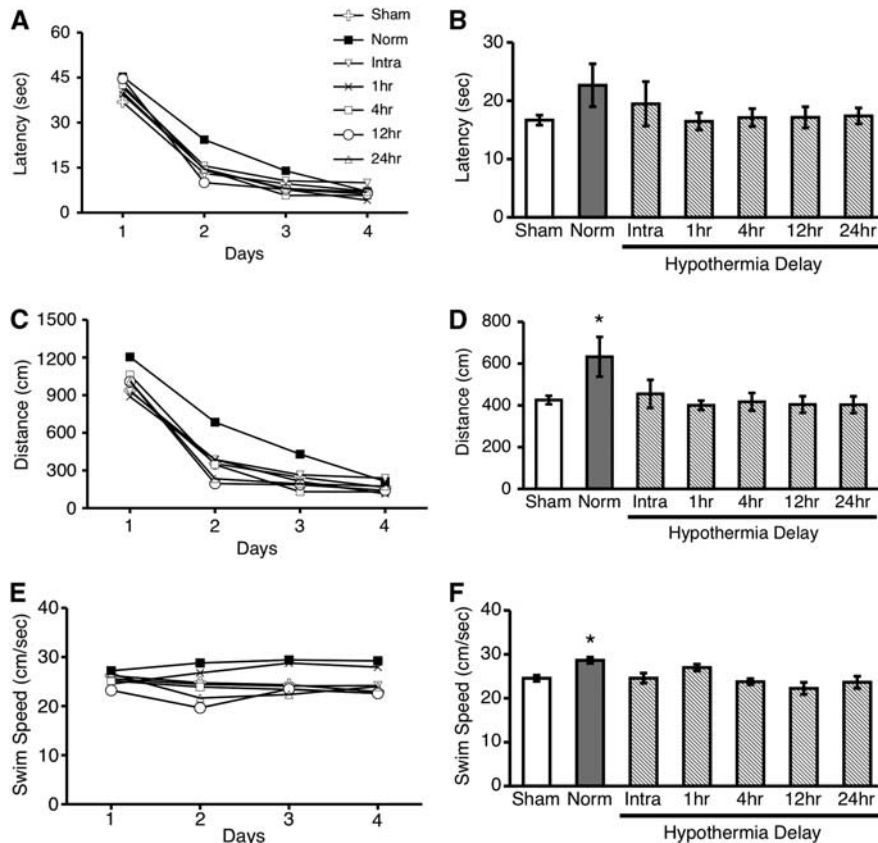 A
Latency (sec)
60
45
30
15
0
1 2 3 4
Days
Sham
Norm
Intra
1hr
4hr
12hr
24hr
B
Latency (sec)
30
20
10
0
Sham Norm Intra 1hr 4hr 12hr 24hr
Hypothermia Delay
C
Distance (cm)
1500
1200
900
600
300
0
1 2 3 4
Days
D
Distance (cm)
800
600
400
200
0
*
Sham Norm Intra 1hr 4hr 12hr 24hr
Hypothermia Delay
E
Swim Speed (cm/sec)
40
30
20
10
0
1 2 3 4
Days
F
Swim Speed (cm/sec)
40
30
20
10
0
*
Sham Norm Intra 1hr 4hr 12hr 24hr
Hypothermia Delay